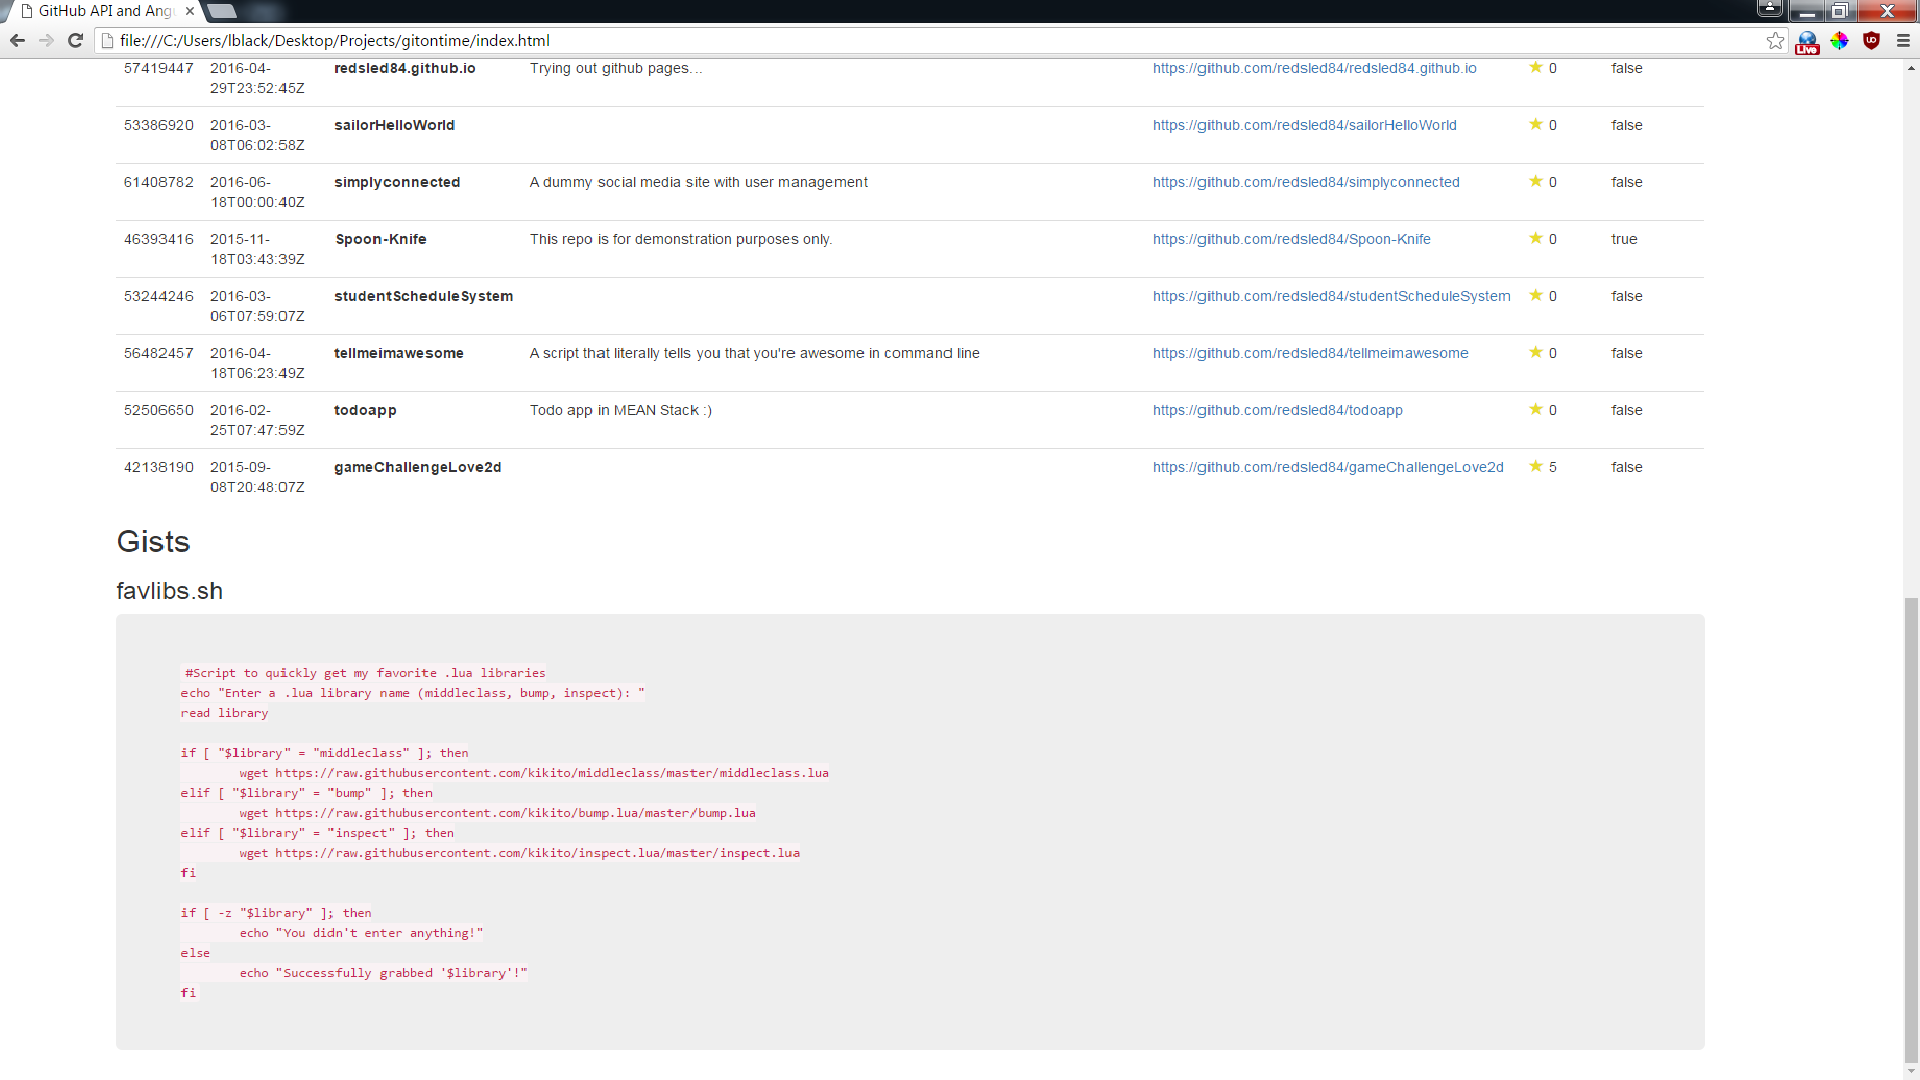 GitHub API and Ang
file:///C:/Users/lblack/Desktop/Projects/gitontime/index.html
Live
57419447 2016-04-29T23:52:45Z redsled84.github.io Trying out github pages... https://github.com/redsled84/redsled84.github.io 0 false
53386920 2016-03-08T06:02:58Z sailorHelloWorld https://github.com/redsled84/sailorHelloWorld 0 false
61408782 2016-06-18T00:00:40Z simplyconnected A dummy social media site with user management https://github.com/redsled84/simplyconnected 0 false
46393416 2015-11-18T03:43:39Z Spoon-Knife This repo is for demonstration purposes only. https://github.com/redsled84/Spoon-Knife 0 true
53244246 2016-03-06T07:59:07Z studentScheduleSystem https://github.com/redsled84/studentScheduleSystem 0 false
56482457 2016-04-18T06:23:49Z tellmeimawesome A script that literally tells you that you're awesome in command line https://github.com/redsled84/tellmeimawesome 0 false
52506650 2016-02-25T07:47:59Z todoapp Todo app in MEAN Stack :) https://github.com/redsled84/todoapp 0 false
42138190 2015-09-08T20:48:07Z gameChallengeLove2d https://github.com/redsled84/gameChallengeLove2d 5 false
Gists
favlibs.sh
#Script to quickly get my favorite .lua libraries
echo "Enter a .lua library name (middleclass, bump, inspect): "
read library
if [ "$library" = "middleclass" ]; then
wget https://raw.githubusercontent.com/kikito/middleclass/master/middleclass.lua
elif [ "$library" = "bump" ]; then
wget https://raw.githubusercontent.com/kikito/bump.lua/master/bump.lua
elif [ "$library" = "inspect" ]; then
wget https://raw.githubusercontent.com/kikito/inspect.lua/master/inspect.lua
fi
if [ -z "$library" ]; then
echo "You didn't enter anything!"
else
echo "Successfully grabbed '$library'!"
fi